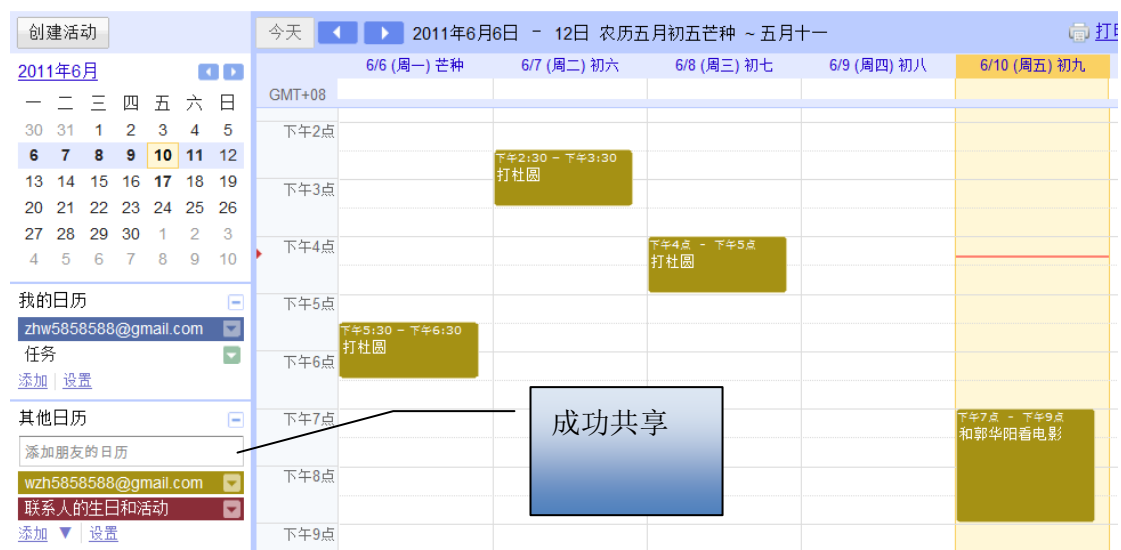 创建活动
今天 2011年6月6日 - 12日 农历五月初五芒种 ~ 五月十一
2011年6月
一 二 三 四 五 六 日
30 31 1 2 3 4 5
6 7 8 9 10 11 12
13 14 15 16 17 18 19
20 21 22 23 24 25 26
27 28 29 30 1 2 3
4 5 6 7 8 9 10
我的日历
zhw5858588@gmail.com
任务
添加 设置
其他日历
添加朋友的日历
wzh5858588@gmail.com
联系人的生日和活动
添加 ▼ 设置
6/6 (周一) 芒种 6/7 (周二) 初六 6/8 (周三) 初七 6/9 (周四) 初八 6/10 (周五) 初九
GMT+08
下午2点
下午2:30 - 下午3:30
打杜圆
下午3点
下午4点
下午4点 - 下午5点
打杜圆
下午5点
下午5:30 - 下午6:30
打杜圆
下午6点
成功共享
下午7点
下午7点 - 下午9点
和郭华阳看电影
下午8点
下午9点